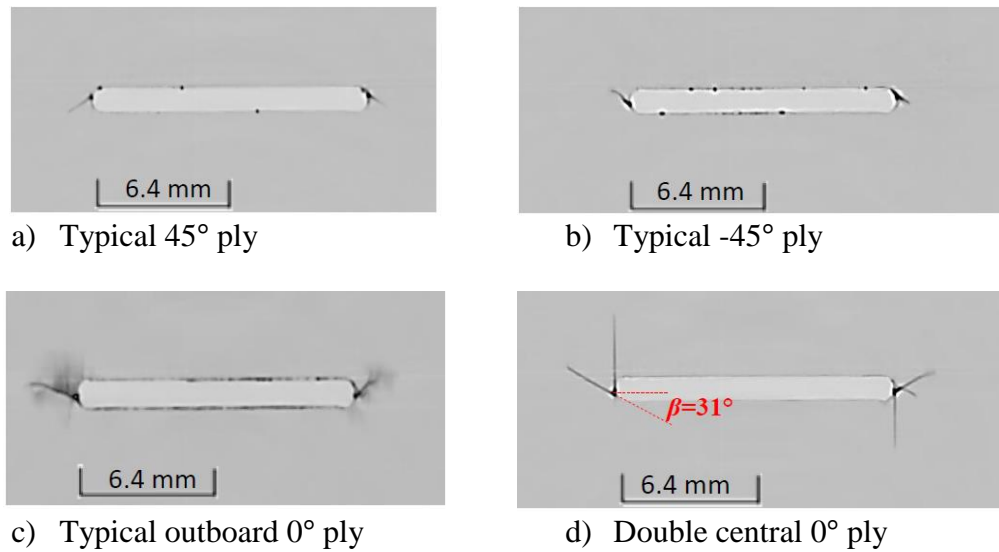 6.4 mm
6.4 mm
a) Typical 45° ply
b) Typical -45° ply
β=31°
6.4 mm
6.4 mm
c) Typical outboard 0° ply
d) Double central 0° ply